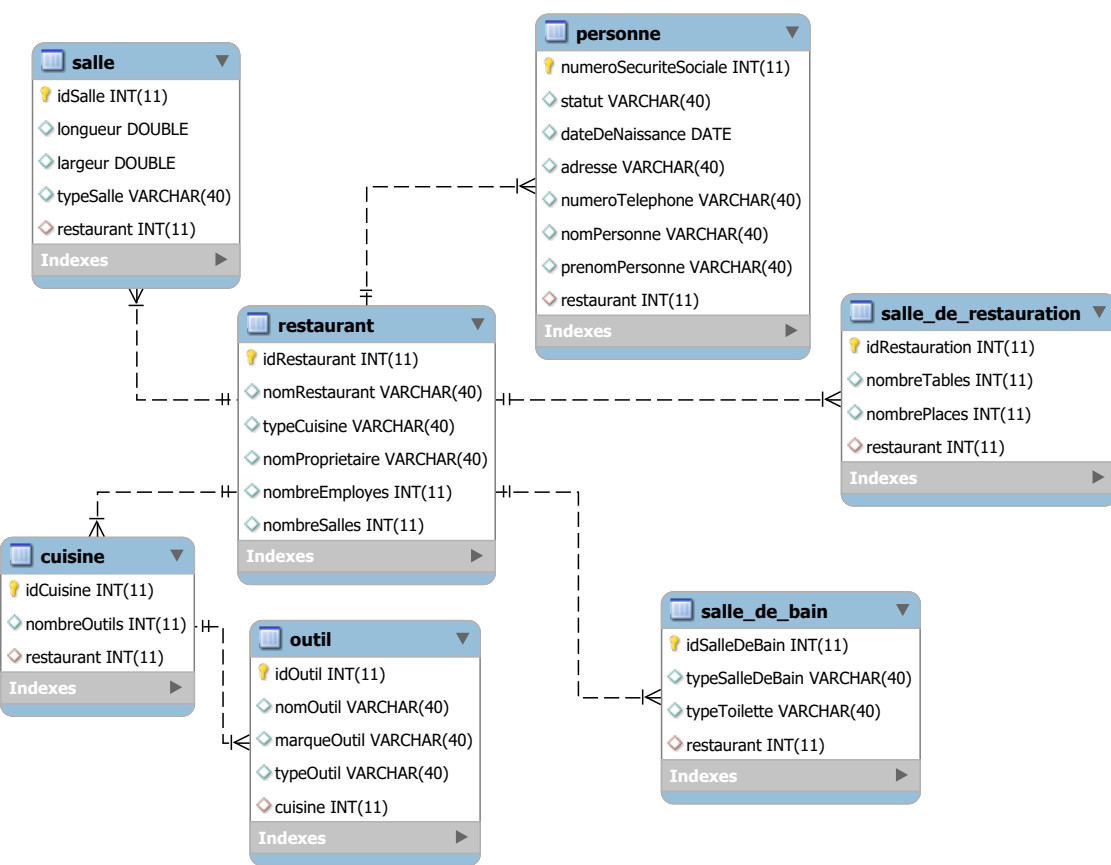 salle
idSalle INT(11)
longueur DOUBLE
largeur DOUBLE
typeSalle VARCHAR(40)
restaurant INT(11)
Indexes
personne
numeroSecuriteSociale INT(11)
statut VARCHAR(40)
dateDeNaissance DATE
adresse VARCHAR(40)
numeroTelephone VARCHAR(40)
nomPersonne VARCHAR(40)
prenomPersonne VARCHAR(40)
restaurant INT(11)
Indexes
restaurant
idRestaurant INT(11)
nomRestaurant VARCHAR(40)
typeCuisine VARCHAR(40)
nomProprietaire VARCHAR(40)
nombreEmployes INT(11)
nombreSalles INT(11)
Indexes
salle_de_restauration
idRestauration INT(11)
nombreTables INT(11)
nombrePlaces INT(11)
restaurant INT(11)
Indexes
cuisine
idCuisine INT(11)
nombreOutils INT(11)
restaurant INT(11)
Indexes
outil
idOutil INT(11)
nomOutil VARCHAR(40)
marqueOutil VARCHAR(40)
typeOutil VARCHAR(40)
cuisine INT(11)
Indexes
salle_de_bain
idSalleDeBain INT(11)
typeSalleDeBain VARCHAR(40)
typeToilette VARCHAR(40)
restaurant INT(11)
Indexes